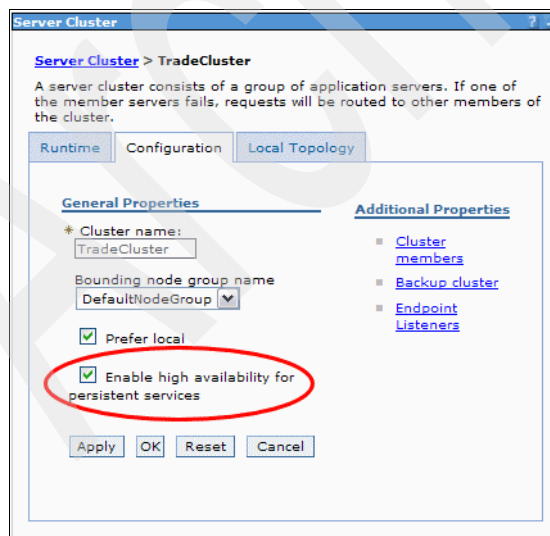 Server Cluster
?
Server Cluster > TradeCluster
A server cluster consists of a group of application servers. If one of
the member servers fails, requests will be routed to other members of
the cluster.
Runtime Configuration Local Topology
General Properties
* Cluster name:
TradeCluster
Bounding node group name
DefaultNodeGroup
Prefer local
Enable high availability for
persistent services
Apply OK Reset Cancel
Additional Properties
Cluster
members
Backup cluster
Endpoint
Listeners